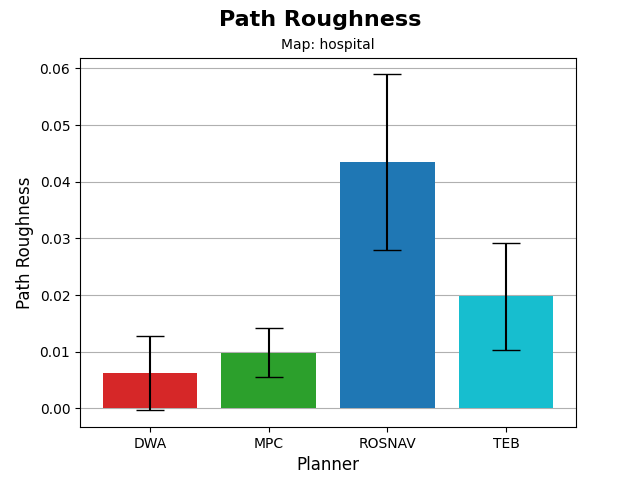 Path Roughness
Map: hospital
0.06
0.05
0.04
0.03
0.02
0.01
0.00
Path Roughness
DWA
MPC
ROSNAV
TEB
Planner